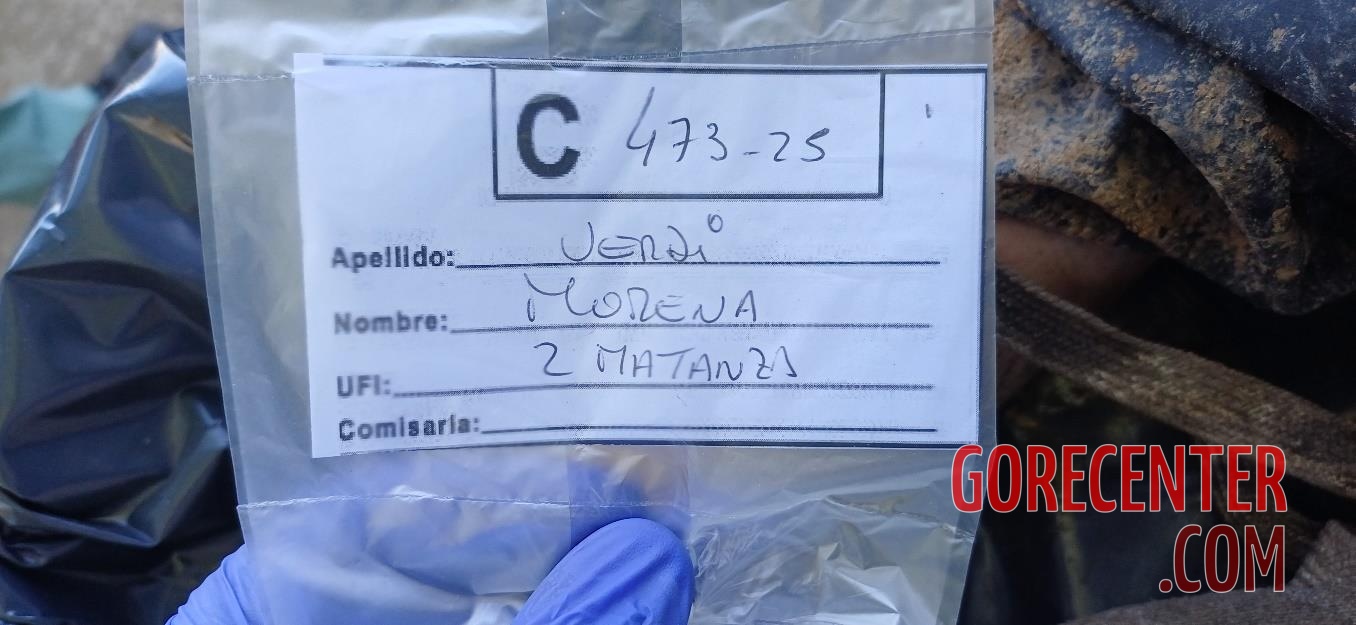 C 473-25
Apellido: VERDI
Nombre: MORENA
UFI: 2 MATANZA
Comisaria:
GORECENTER
.COM